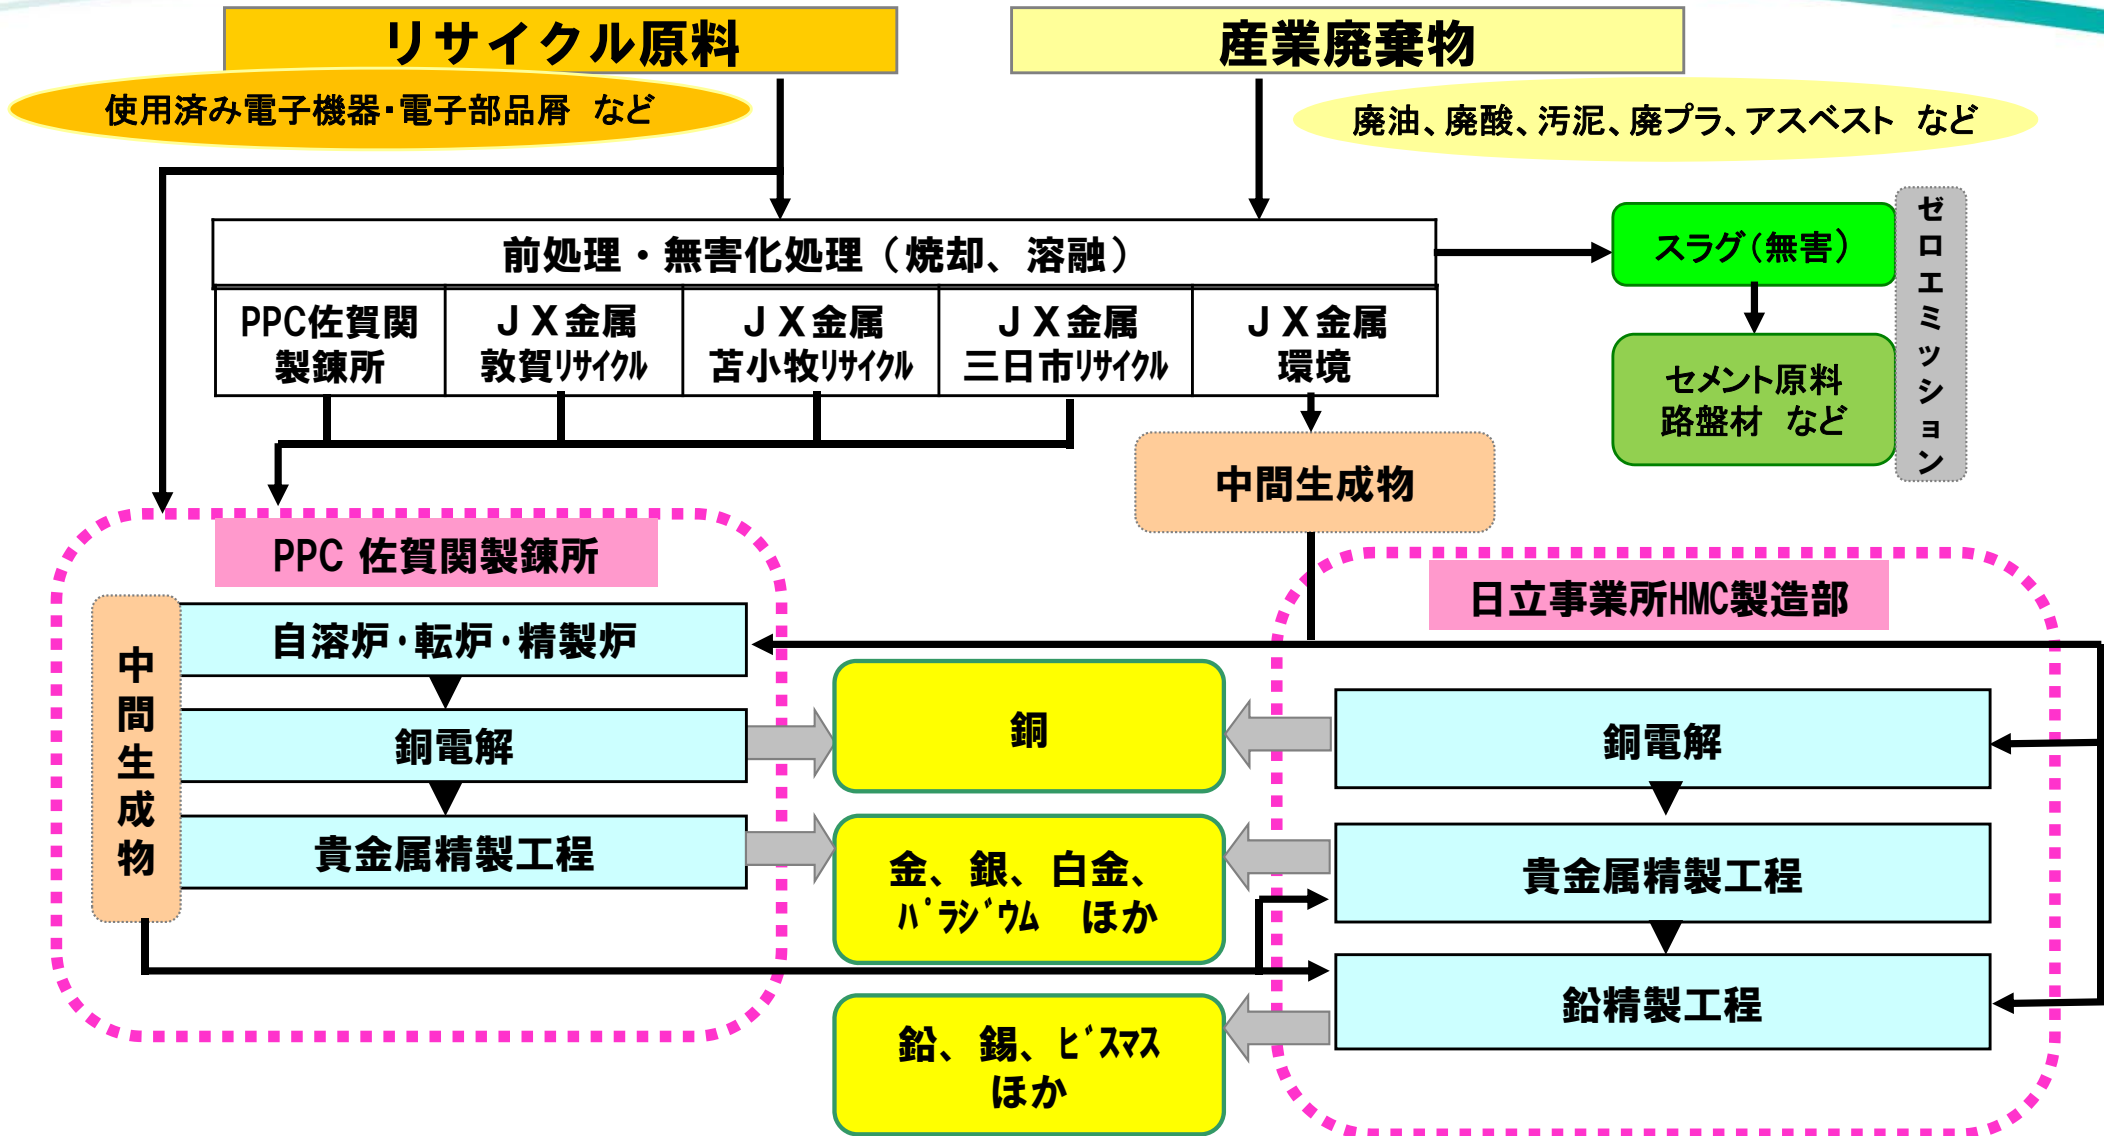 リサイクル原料
産業廃棄物
使用済み電子機器・電子部品屑 など
廃油、廃酸、汚泥、廃プラ、アスベスト など
前処理・無害化処理（焼却、溶融）
PPC佐賀関
製錬所
ＪＸ金属
敦賀ﾘｻｲｸﾙ
ＪＸ金属
苫小牧ﾘｻｲｸﾙ
ＪＸ金属
三日市ﾘｻｲｸﾙ
ＪＸ金属
環境
スラグ（無害）
セメント原料
路盤材 など
ゼロエミッション
中間生成物
PPC 佐賀関製錬所
中間生成物
自溶炉・転炉・精製炉
銅電解
貴金属精製工程
銅
金、銀、白金、
ﾊﾟﾗｼﾞｳﾑ ほか
鉛、錫、ﾋﾞｽﾏｽ
ほか
日立事業所HMC製造部
銅電解
貴金属精製工程
鉛精製工程